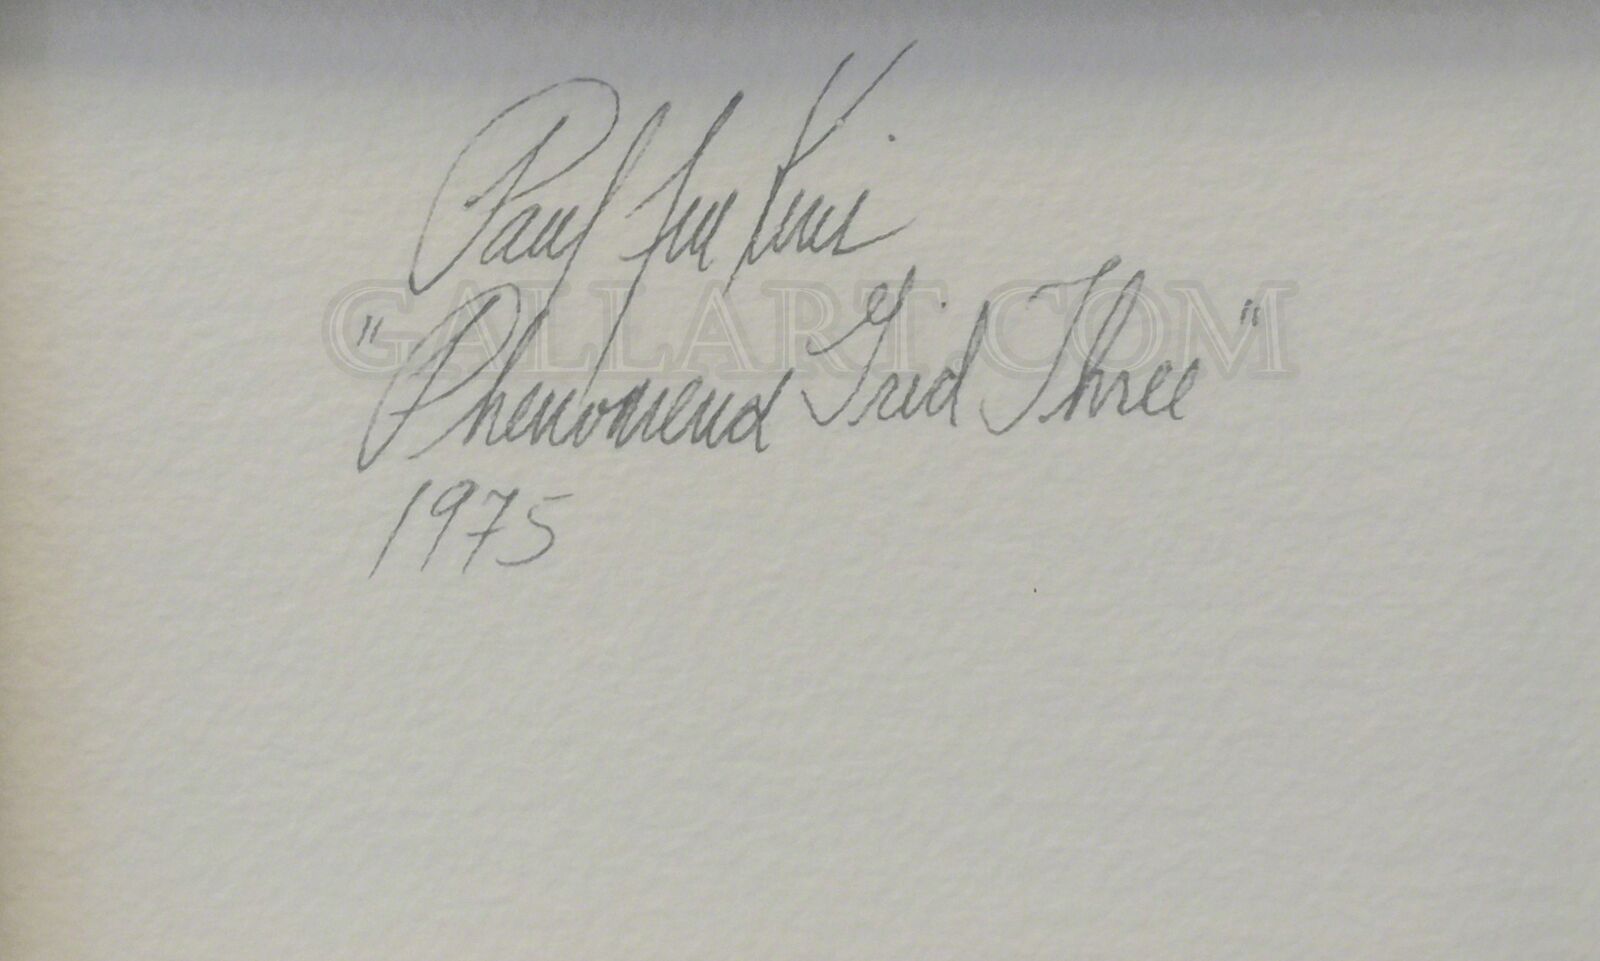 Paul Jenkins
GALLART.COM
"Phenomena Grid Three"
1975